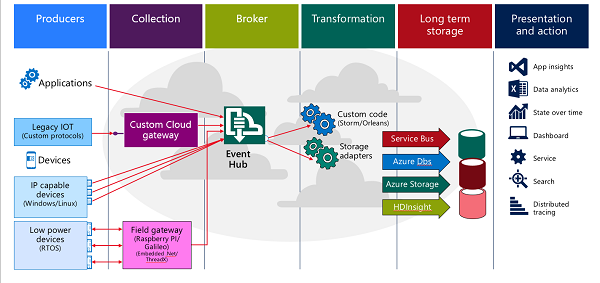 Producers
Collection
Broker
Transformation
Long term
storage
Presentation
and action
Applications
Legacy IOT
(Custom protocols)
Devices
IP capable
devices
(Windows/Linux)
Low power
devices
(RTOS)
Custom Cloud
gateway
Field gateway
(Raspberry PI/
Galileo)
(Embedded .Net/
ThreadX)
Event
Hub
Custom code
(Storm/Orleans)
Storage
adapters
Service Bus
Azure Dbs
Azure Storage
HDInsight
App insights
Data analytics
State over time
Dashboard
Service
Search
Distributed
tracing